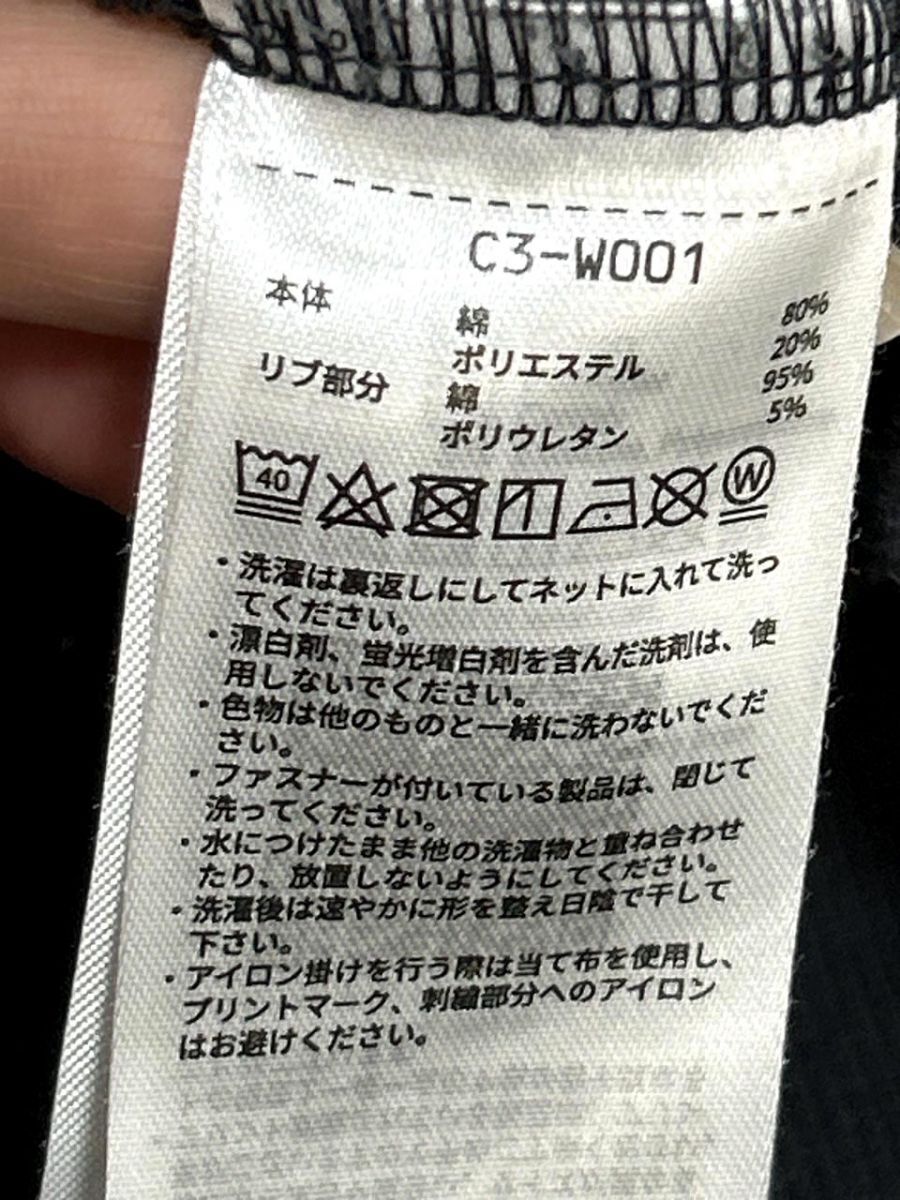 C3-W001
本体 綿 80%
ポリエステル 20%
リブ部分 綿 95%
ポリウレタン 5%
40 W
・洗濯は裏返しにしてネットに入れて洗っ
てください。
・漂白剤、蛍光増白剤を含んだ洗剤は、使
用しないでください。
・色物は他のものと一緒に洗わないでくだ
さい。
・ファスナーが付いている製品は、閉じて
洗ってください。
・水につけたまま他の洗濯物と重ね合わせ
たり、放置しないようにしてください。
・洗濯後は速やかに形を整え日陰で干して
下さい。
・アイロン掛けを行う際は当て布を使用し、
プリントマーク、刺繍部分へのアイロン
はお避けください。